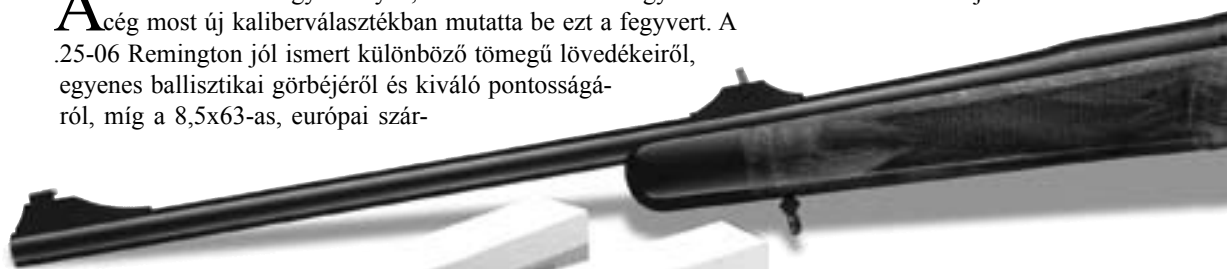 A cég most új kaliberválasztékban mutatta be ezt a fegyvert. A
.25-06 Remington jól ismert különböző tömegű lövedékeiről,
egyenes ballisztikai görbéjéről és kiváló pontosságá-
ról, míg a 8,5x63-as, európai szár-